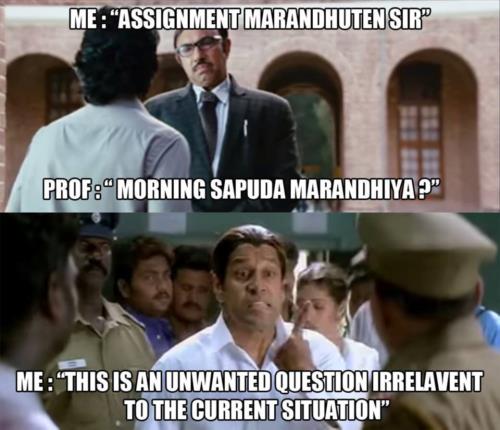 ME : “ASSIGNMENT MARANDHUTEN SIR”
PROF : “ MORNING SAPUDA MARANDHIYA ?”
ME : “THIS IS AN UNWANTED QUESTION IRRELAVENT
TO THE CURRENT SITUATION”